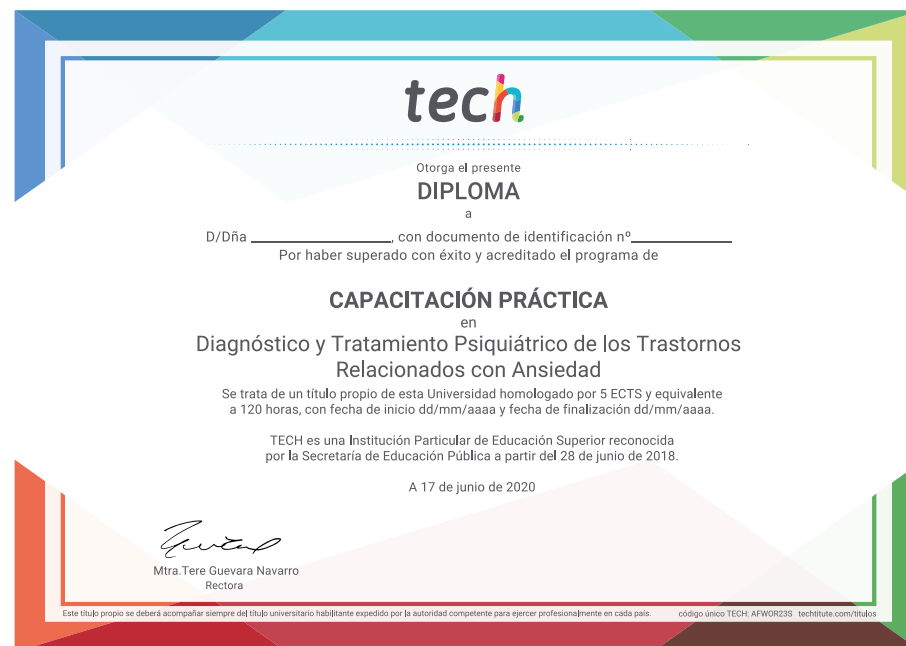 tech
Otorga el presente
DIPLOMA
a
D/Dña ____________________, con documento de identificación nº______________
Por haber superado con éxito y acreditado el programa de
CAPACITACIÓN PRÁCTICA
en
Diagnóstico y Tratamiento Psiquiátrico de los Trastornos
Relacionados con Ansiedad
Se trata de un título propio de esta Universidad homologado por 5 ECTS y equivalente
a 120 horas, con fecha de inicio dd/mm/aaaa y fecha de finalización dd/mm/aaaa.
TECH es una Institución Particular de Educación Superior reconocida
por la Secretaría de Educación Pública a partir del 28 de junio de 2018.
A 17 de junio de 2020
Mtra.Tere Guevara Navarro
Rectora
Este título propio se deberá acompañar siempre del título universitario habilitante expedido por la autoridad competente para ejercer profesionalmente en cada país. código único TECH: AFWOR23S techtitute.com/titulos